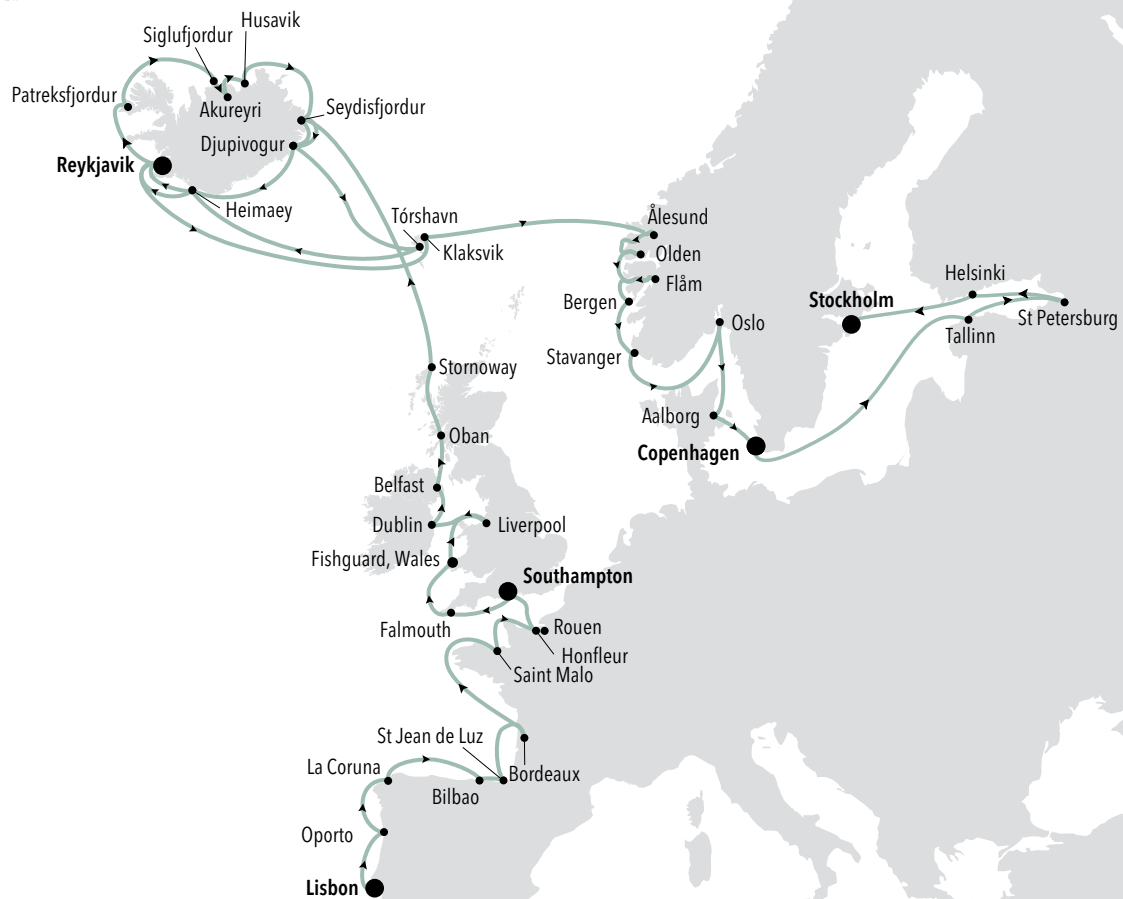 Husavik
Siglufjordur
Patreksfjordur
Akureyri
Seydisfjordur
Djupivogur
Reykjavik
Heimaey
Tórshavn
Klaksvik
Ålesund
Olden
Flåm
Bergen
Stavanger
Oslo
Stockholm
Helsinki
St Petersburg
Tallinn
Stornoway
Aalborg
Copenhagen
Oban
Belfast
Dublin
Liverpool
Fishguard, Wales
Southampton
Falmouth
Rouen
Honfleur
Saint Malo
St Jean de Luz
La Coruna
Bordeaux
Bilbao
Oporto
Lisbon